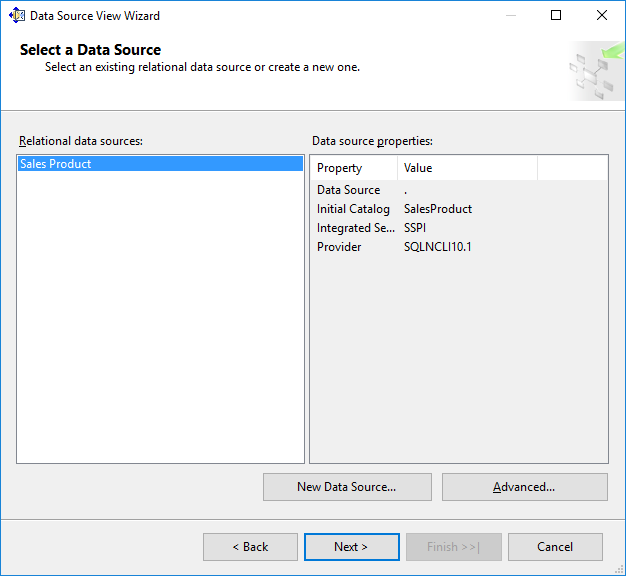 Data Source View Wizard
Select a Data Source
Select an existing relational data source or create a new one.
Relational data sources:
Data source properties:
Sales Product
Property Value
Data Source .
Initial Catalog SalesProduct
Integrated Se... SSPI
Provider SQLNCLI10.1
New Data Source... Advanced...
< Back Next > Finish >>| Cancel